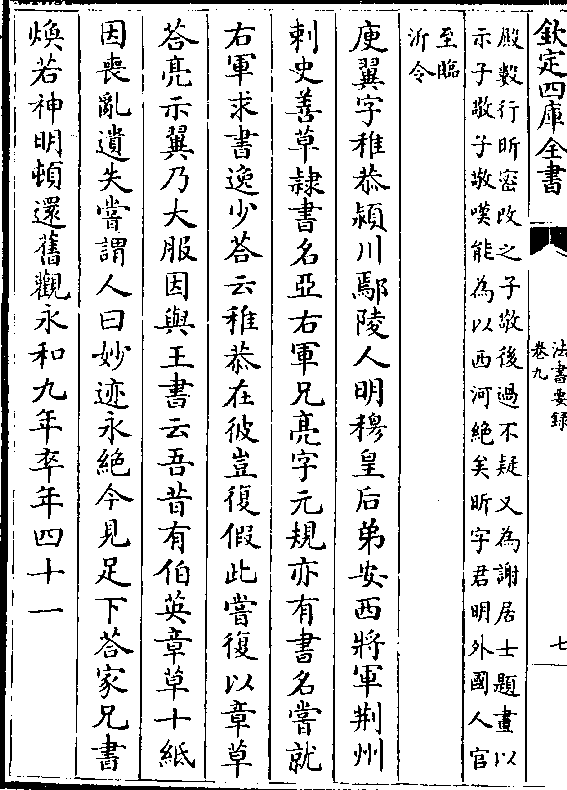 欽定四庫全書
法書要録
卷九
七
殿數行昕密改之子敬後過不疑又為謝居士題畫以
示子敬子敬嘆能為以西河絶矣昕字君明外國人官
至臨
沂令
庾翼字稚恭潁川鄢陵人明穆皇后弟安西將軍荆州
刺史善草隷書名亞右軍兄亮字元規亦有書名嘗就
右軍求書逸少荅云稚恭在彼豈復假此嘗復以章草
荅亮示翼乃大服因與王書云吾昔有伯英章草十紙
因喪亂遺失嘗謂人曰妙迹永絶今見足下荅家兄書
煥若神明頓還舊觀永和九年卒年四十一